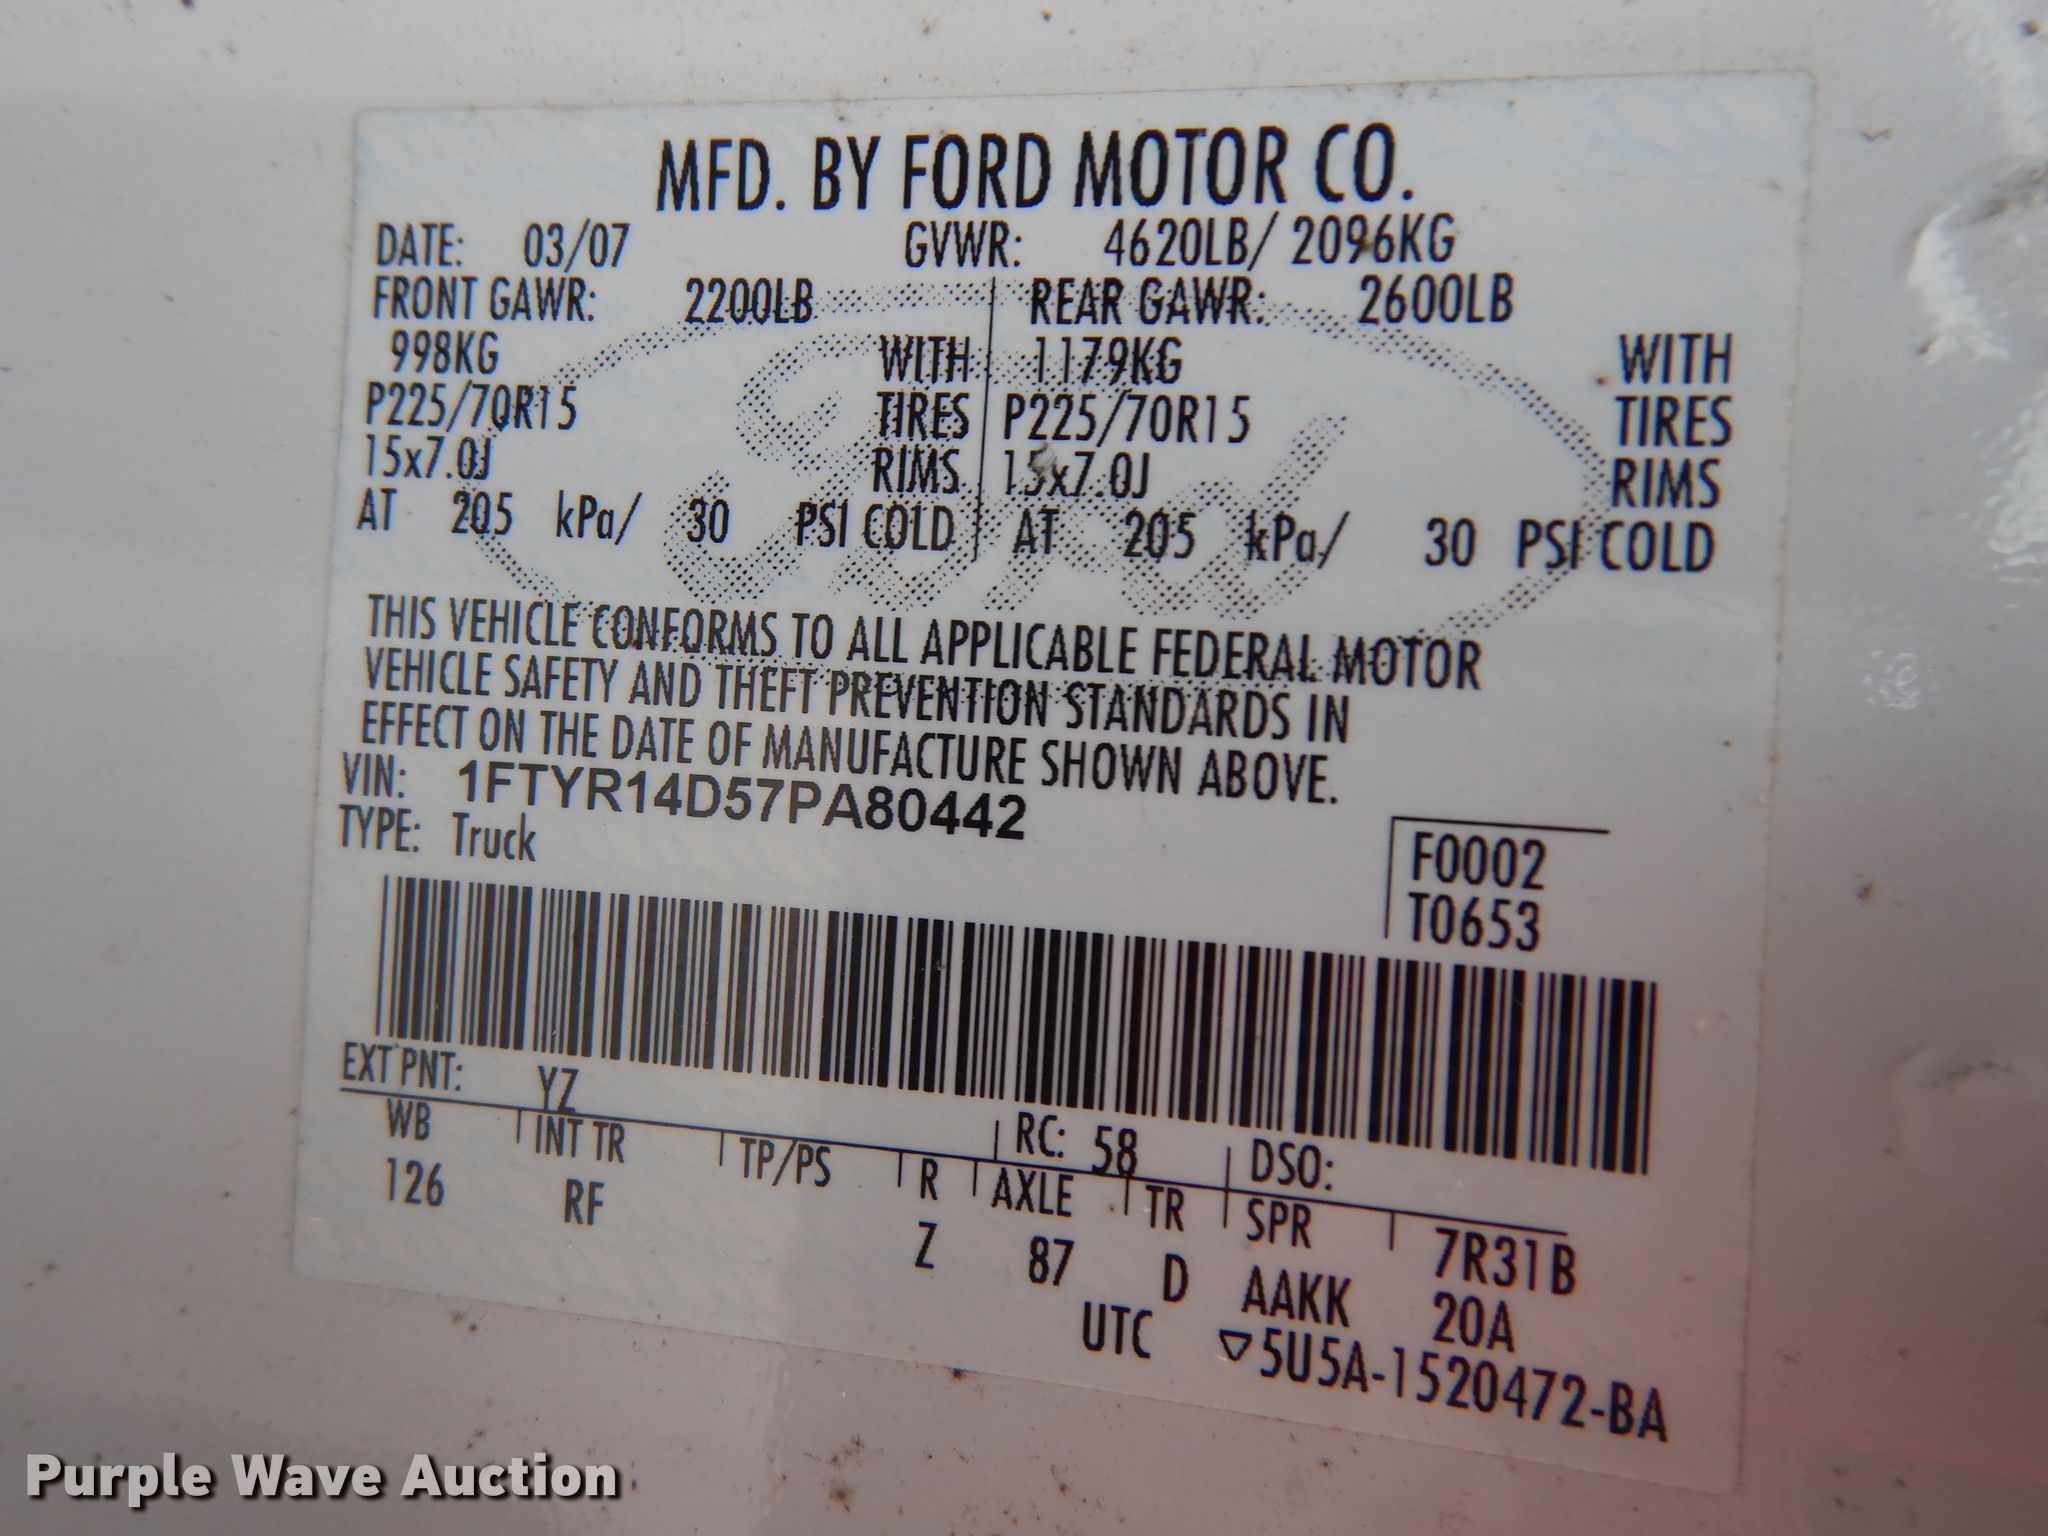 MFD. BY FORD MOTOR CO.
DATE: 03/07 GVWR: 4620LB/ 2096KG
FRONT GAWR: 2200LB REAR GAWR: 2600LB
998KG WITH 1179KG WITH
P225/70R15 TIRES P225/70R15 TIRES
15x7.0J RIMS 15x7.0J RIMS
AT 205 kPa/ 30 PSI COLD AT 205 kPa/ 30 PSI COLD
Ford
THIS VEHICLE CONFORMS TO ALL APPLICABLE FEDERAL MOTOR
VEHICLE SAFETY AND THEFT PREVENTION STANDARDS IN
EFFECT ON THE DATE OF MANUFACTURE SHOWN ABOVE.
VIN: 1FTYR14D57PA80442
TYPE: Truck
F0002
T0653
EXT PNT: YZ RC: 58 DSO:
WB INT TR TP/PS R AXLE TR SPR 7R31B
126 RF Z 87 D AAKK 20A
UTC ▽5U5A-1520472-BA
Purple Wave Auction